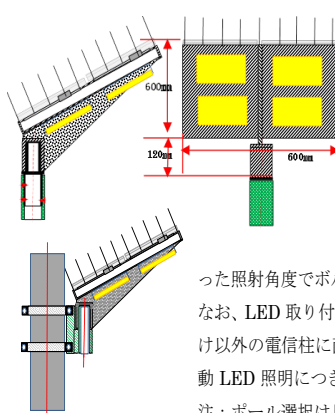 600mm
120mm
600mm
った照射角度でボ
なお、LED 取り付
け以外の電信柱に
動 LED 照明につき
注：ポール選択は